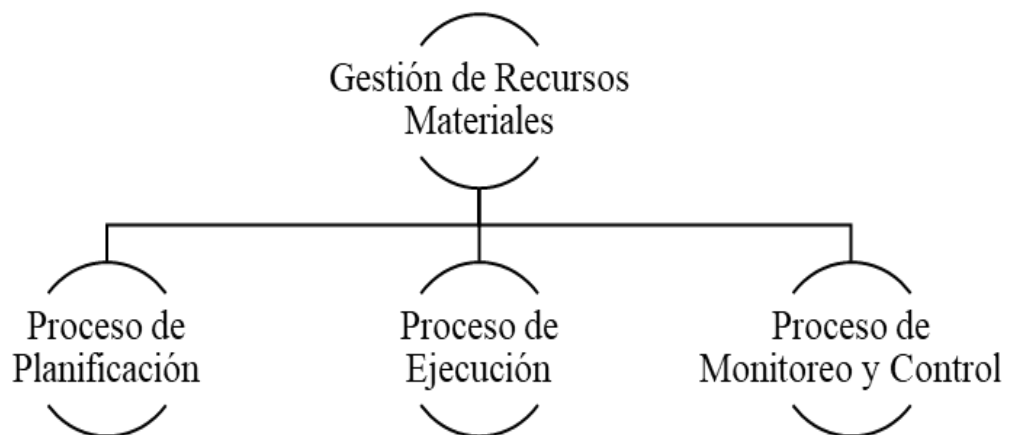 Gestión de Recursos
Materiales
Proceso de
Planificación
Proceso de
Ejecución
Proceso de
Monitoreo y Control